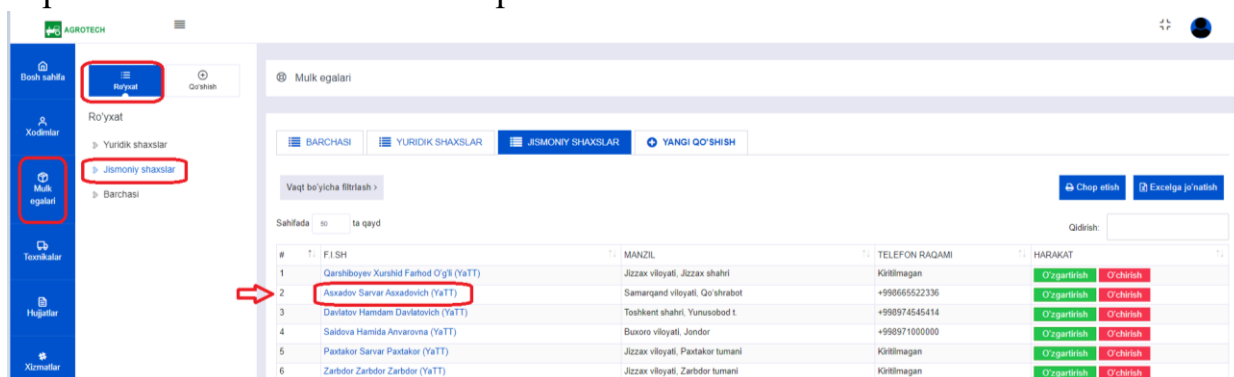 AGROTECH
Bosh sahifa
Xodimlar
Mulk egalari
Texnikalar
Hujjatlar
Xizmatlar
Ro'yxat
Qo'shish
Ro'yxat
Yuridik shaxslar
Jismoniy shaxslar
Barchasi
Mulk egalari
BARCHASI YURIDIK SHAXSLAR JISMONIY SHAXSLAR YANGI QO'SHISH
Vaqt bo'yicha filtrlash › Chop etish Excelga jo'natish
Sahifada 50 ta qayd Qidirish:
# F.I.SH MANZIL TELEFON RAQAMI HARAKAT
1 Qarshiboyev Xurshid Farhod O'g'li (YaTT) Jizzax viloyati, Jizzax shahri Kiritilmagan O'zgartirish O'chirish
2 Asxadov Sarvar Asxadovich (YaTT) Samarqand viloyati, Qo'shrabot +998665522336 O'zgartirish O'chirish
3 Davlatov Hamdam Davlatovich (YaTT) Toshkent shahri, Yunusobod t. +998974545414 O'zgartirish O'chirish
4 Saidova Hamida Anvarovna (YaTT) Buxoro viloyati, Jondor +998971000000 O'zgartirish O'chirish
5 Paxtakor Sarvar Paxtakor (YaTT) Jizzax viloyati, Paxtakor tumani Kiritilmagan O'zgartirish O'chirish
6 Zarbdor Zarbdor Zarbdor (YaTT) Jizzax viloyati, Zarbdor tumani Kiritilmagan O'zgartirish O'chirish